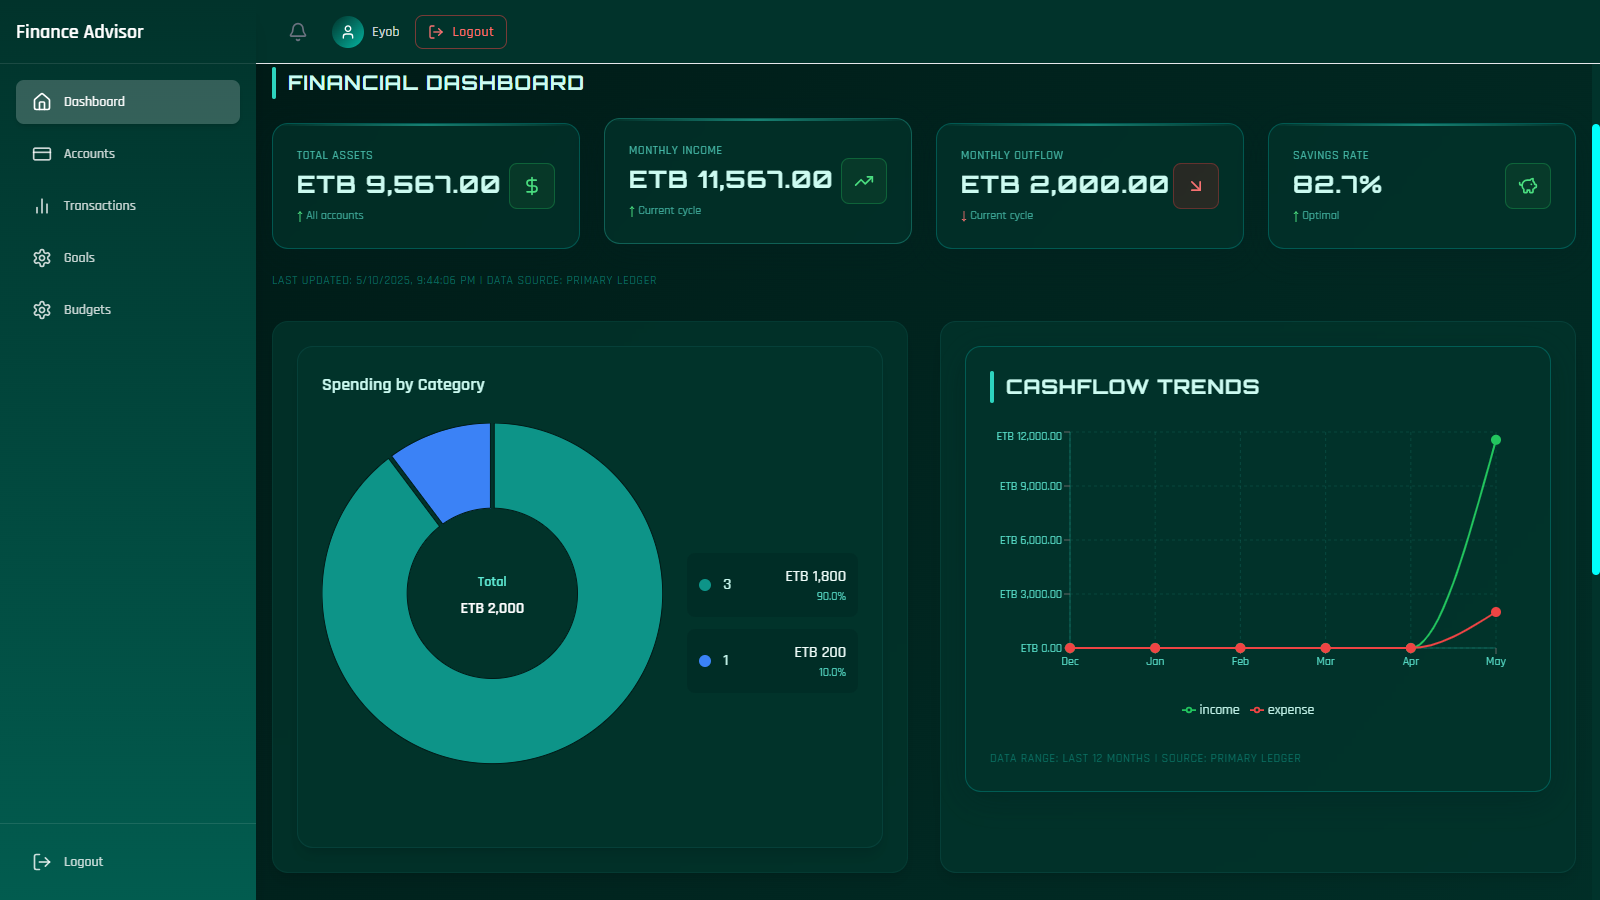 Finance Advisor
Eyob
Logout
Dashboard
Accounts
Transactions
Goals
Budgets
Logout
FINANCIAL DASHBOARD
TOTAL ASSETS
ETB 9,567.00
↑ All accounts
MONTHLY INCOME
ETB 11,567.00
↑ Current cycle
MONTHLY OUTFLOW
ETB 2,000.00
↓ Current cycle
SAVINGS RATE
82.7%
↑ Optimal
LAST UPDATED: 5/10/2025, 9:44:06 PM | DATA SOURCE: PRIMARY LEDGER
Spending by Category
Total
ETB 2,000
3 ETB 1,800
90.0%
1 ETB 200
10.0%
CASHFLOW TRENDS
ETB 12,000.00
ETB 9,000.00
ETB 6,000.00
ETB 3,000.00
ETB 0.00
Dec Jan Feb Mar Apr May
income expense
DATA RANGE: LAST 12 MONTHS | SOURCE: PRIMARY LEDGER